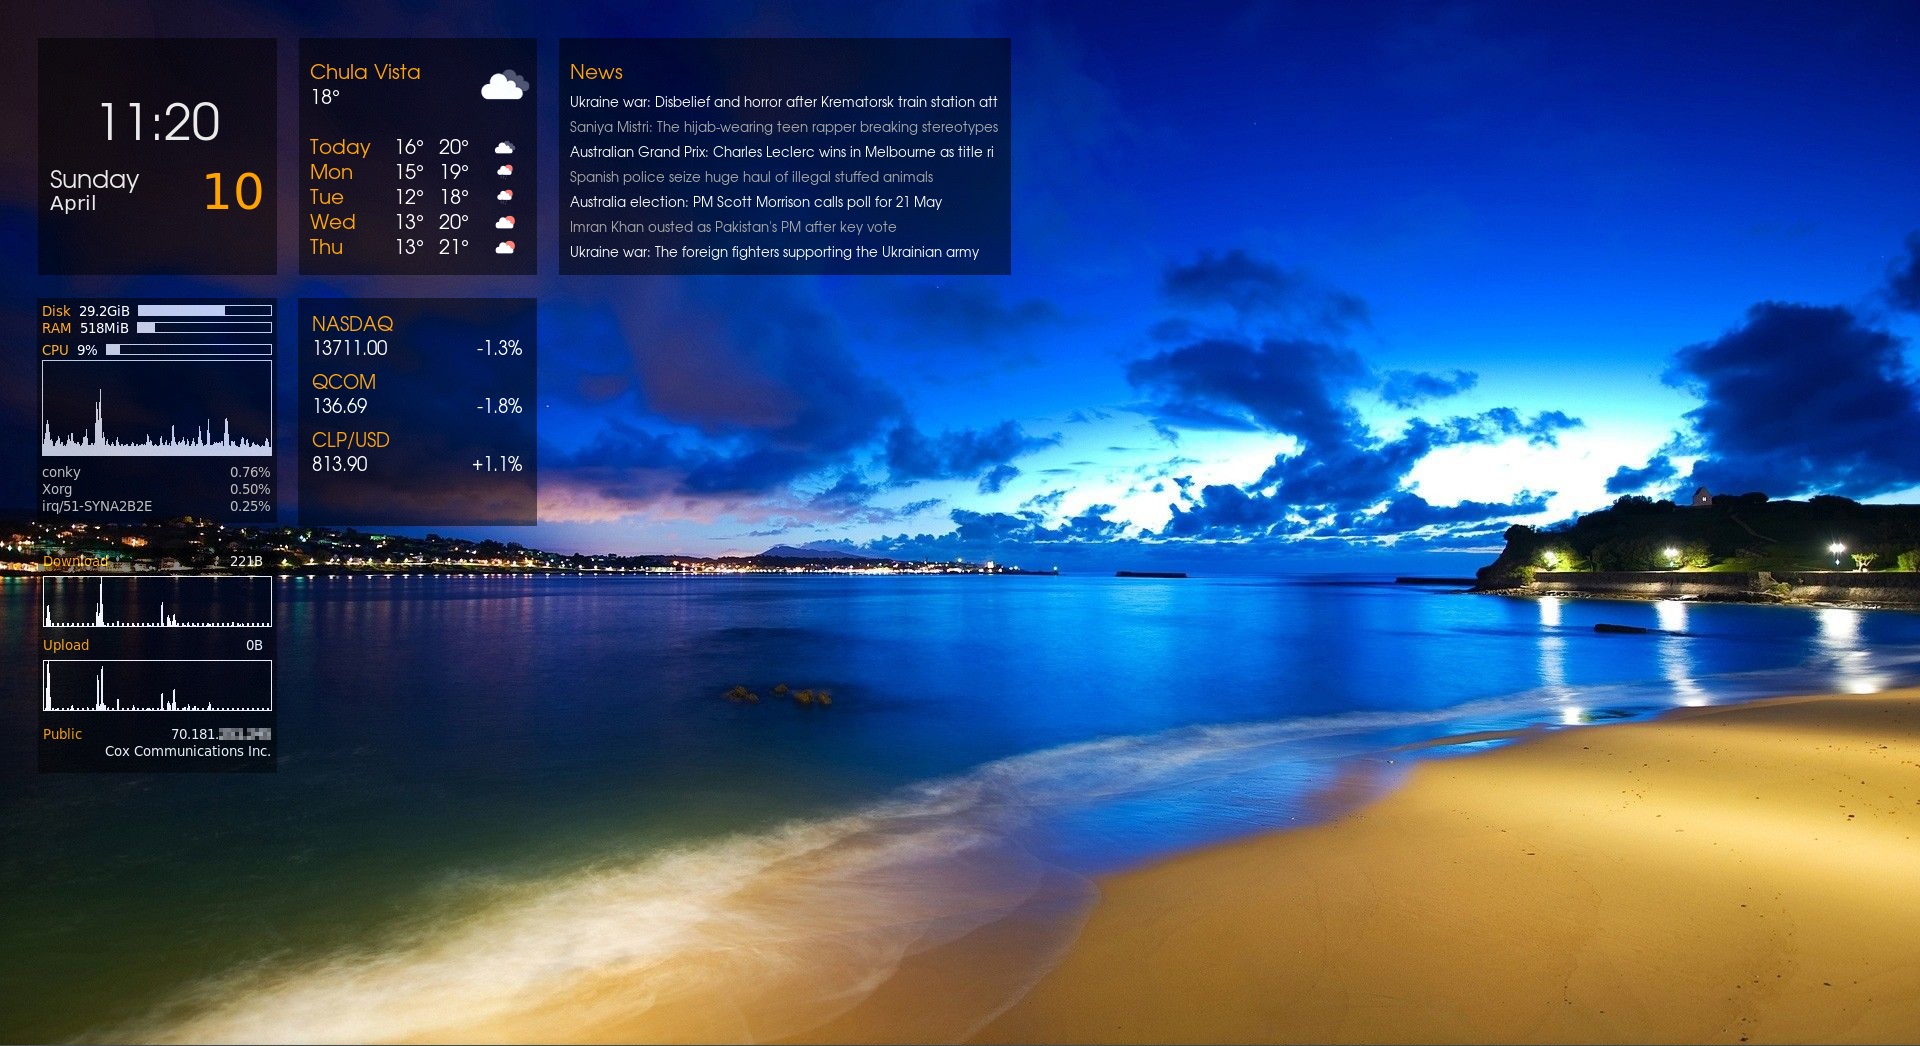 11:20
Sunday
April
10
Chula Vista
18°
Today 16° 20°
Mon 15° 19°
Tue 12° 18°
Wed 13° 20°
Thu 13° 21°
News
Ukraine war: Disbelief and horror after Krematorsk train station att
Saniya Mistri: The hijab-wearing teen rapper breaking stereotypes
Australian Grand Prix: Charles Leclerc wins in Melbourne as title ri
Spanish police seize huge haul of illegal stuffed animals
Australia election: PM Scott Morrison calls poll for 21 May
Imran Khan ousted as Pakistan's PM after key vote
Ukraine war: The foreign fighters supporting the Ukrainian army
Disk 29.2GiB
RAM 518MiB
CPU 9%
conky 0.76%
Xorg 0.50%
irq/51-SYNA2B2E 0.25%
NASDAQ
13711.00 -1.3%
QCOM
136.69 -1.8%
CLP/USD
813.90 +1.1%
Download 221B
Upload 0B
Public 70.181.
Cox Communications Inc.